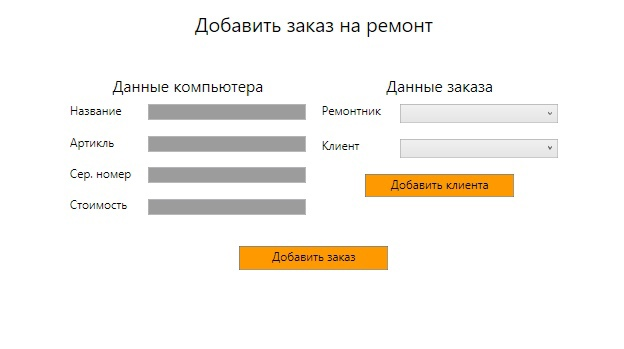 Добавить заказ на ремонт
Данные компьютера
Название
Артикль
Сер. номер
Стоимость
Данные заказа
Ремонтник
Клиент
Добавить клиента
Добавить заказ